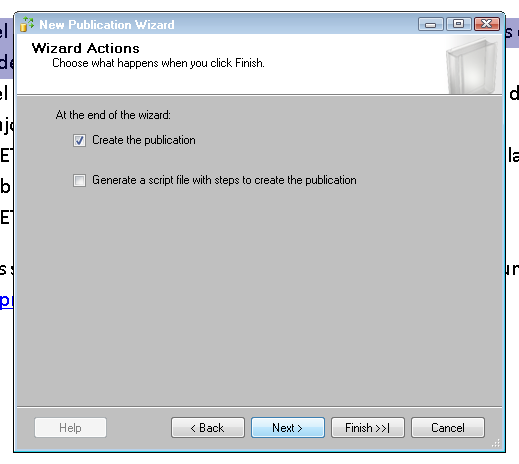 New Publication Wizard
Wizard Actions
Choose what happens when you click Finish.
At the end of the wizard:
Create the publication
Generate a script file with steps to create the publication
Help
< Back
Next >
Finish >>|
Cancel